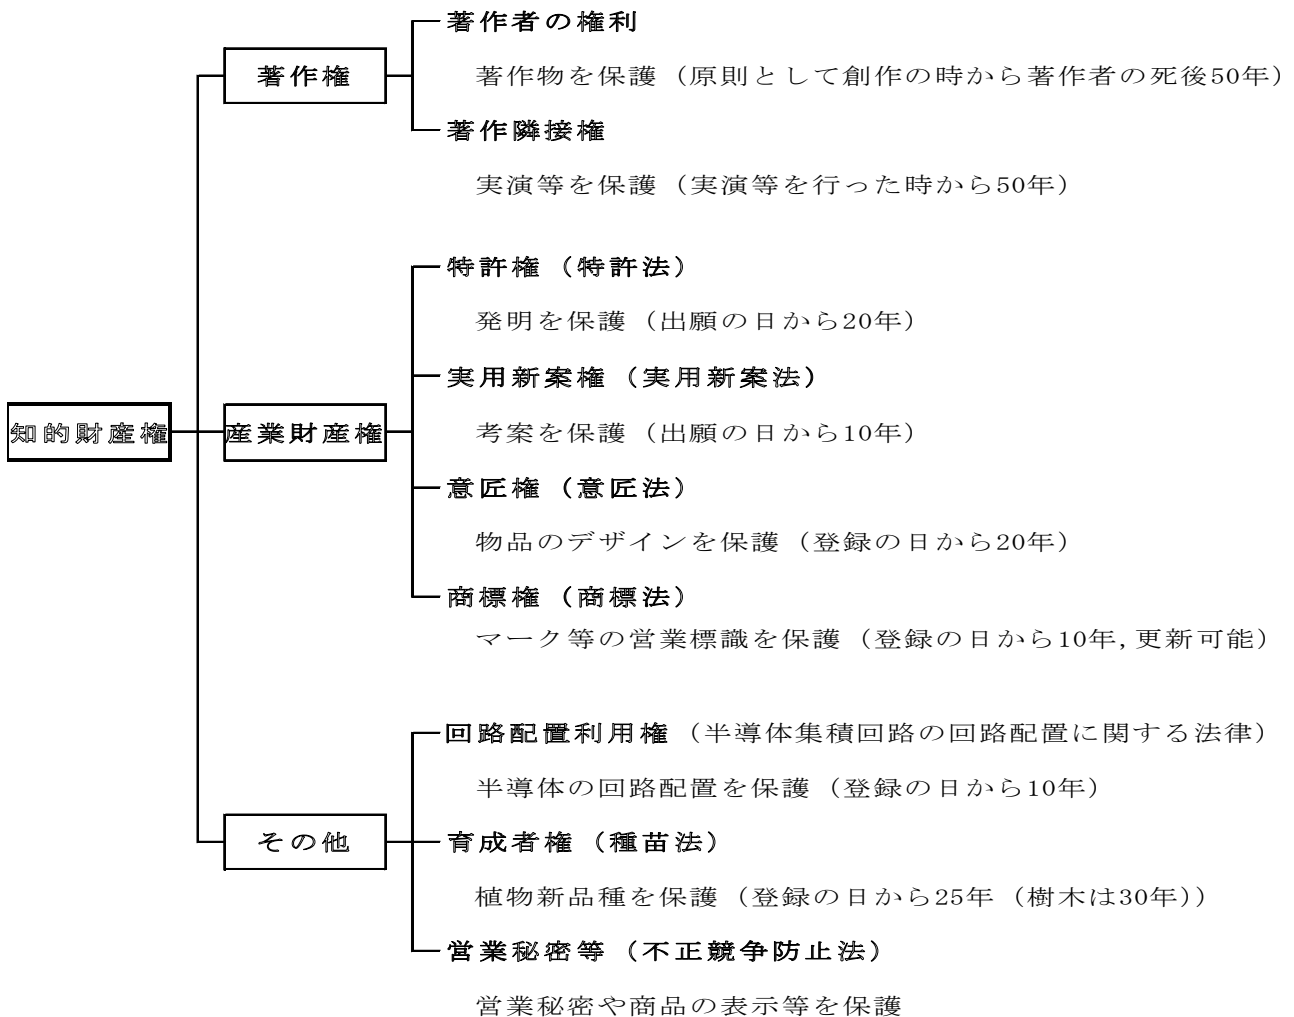 知的財産権
著作権
著作者の権利
著作物を保護（原則として創作の時から著作者の死後50年）
著作隣接権
実演等を保護（実演等を行った時から50年）
産業財産権
特許権（特許法）
発明を保護（出願の日から20年）
実用新案権（実用新案法）
考案を保護（出願の日から10年）
意匠権（意匠法）
物品のデザインを保護（登録の日から20年）
商標権（商標法）
マーク等の営業標識を保護（登録の日から10年,更新可能）
その他
回路配置利用権（半導体集積回路の回路配置に関する法律）
半導体の回路配置を保護（登録の日から10年）
育成者権（種苗法）
植物新品種を保護（登録の日から25年（樹木は30年））
営業秘密等（不正競争防止法）
営業秘密や商品の表示等を保護